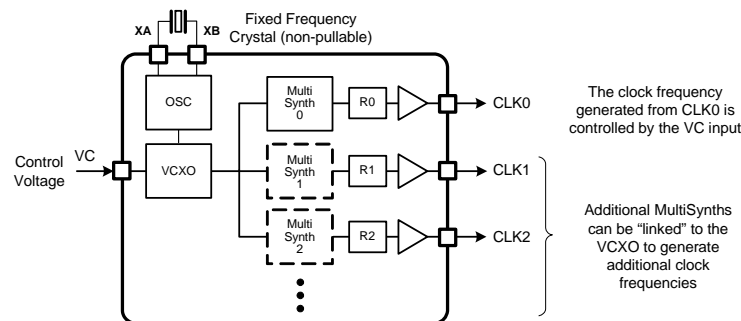 Fixed Frequency
Crystal (non-pullable)
XA
XB
OSC
VCXO
Control
Voltage
VC
Multi
Synth
0
R0
CLK0
Multi
Synth
1
R1
CLK1
Multi
Synth
2
R2
CLK2
The clock frequency
generated from CLK0 is
controlled by the VC input
Additional MultiSynths
can be “linked” to the
VCXO to generate
additional clock
frequencies